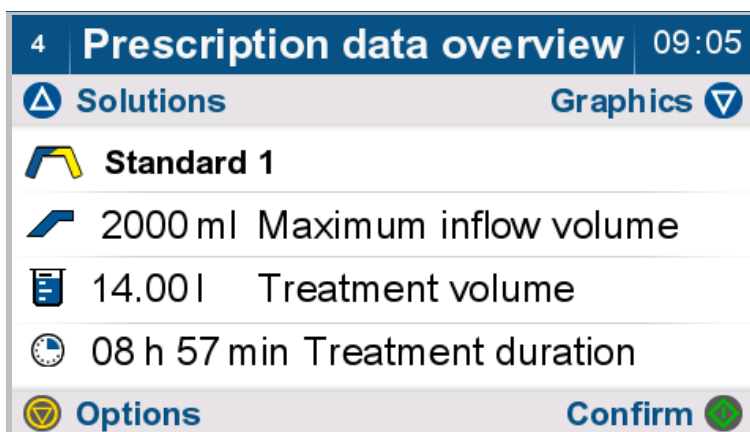 4 Prescription data overview 09:05
Solutions Graphics
Standard 1
2000 ml Maximum inflow volume
14.00 l Treatment volume
08 h 57 min Treatment duration
Options Confirm